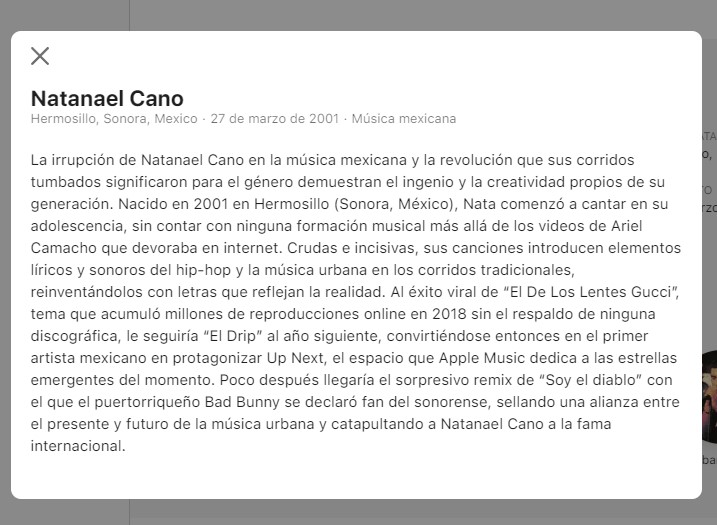 Natanael Cano
Hermosillo, Sonora, Mexico · 27 de marzo de 2001 · Música mexicana
La irrupción de Natanael Cano en la música mexicana y la revolución que sus corridos
tumbados significaron para el género demuestran el ingenio y la creatividad propios de su
generación. Nacido en 2001 en Hermosillo (Sonora, México), Nata comenzó a cantar en su
adolescencia, sin contar con ninguna formación musical más allá de los videos de Ariel
Camacho que devoraba en internet. Crudas e incisivas, sus canciones introducen elementos
líricos y sonoros del hip-hop y la música urbana en los corridos tradicionales,
reinventándolos con letras que reflejan la realidad. Al éxito viral de “El De Los Lentes Gucci”,
tema que acumuló millones de reproducciones online en 2018 sin el respaldo de ninguna
discográfica, le seguiría “El Drip” al año siguiente, convirtiéndose entonces en el primer
artista mexicano en protagonizar Up Next, el espacio que Apple Music dedica a las estrellas
emergentes del momento. Poco después llegaría el sorpresivo remix de “Soy el diablo” con
el que el puertorriqueño Bad Bunny se declaró fan del sonorense, sellando una alianza entre
el presente y futuro de la música urbana y catapultando a Natanael Cano a la fama
internacional.